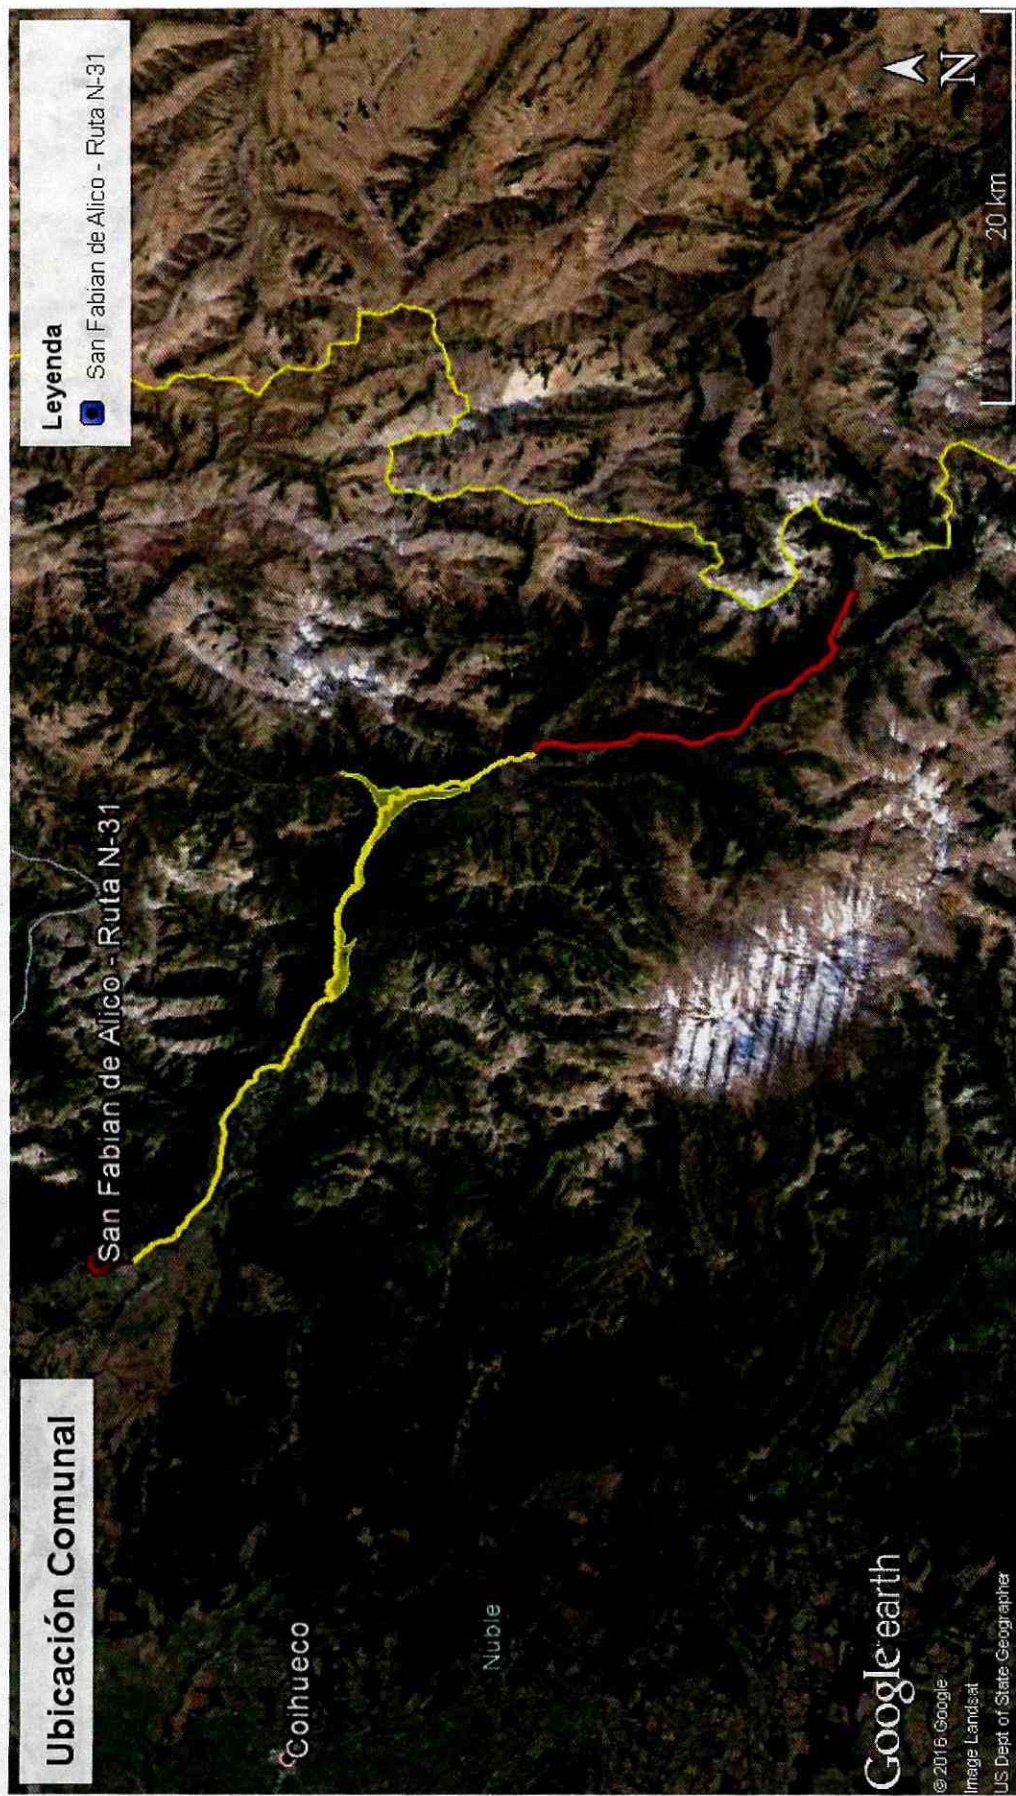 Ubicación Comunal
Leyenda
San Fabian de Alico - Ruta N-31
San Fabian de Alico - Ruta N-31
Coihueco
Nuble
N
20 km
Google earth
© 2016 Google
Image Landsat
US Dept of State Geographer